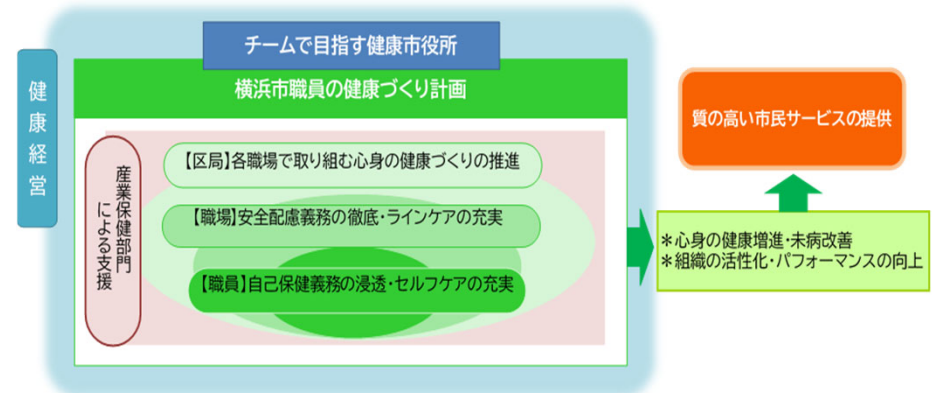 チームで目指す健康市役所
健康経営
横浜市職員の健康づくり計画
産業保健部門
による支援
【区局】各職場で取り組む心身の健康づくりの推進
【職場】安全配慮義務の徹底・ラインケアの充実
【職員】自己保健義務の浸透・セルフケアの充実
質の高い市民サービスの提供
＊心身の健康増進・未病改善
＊組織の活性化・パフォーマンスの向上